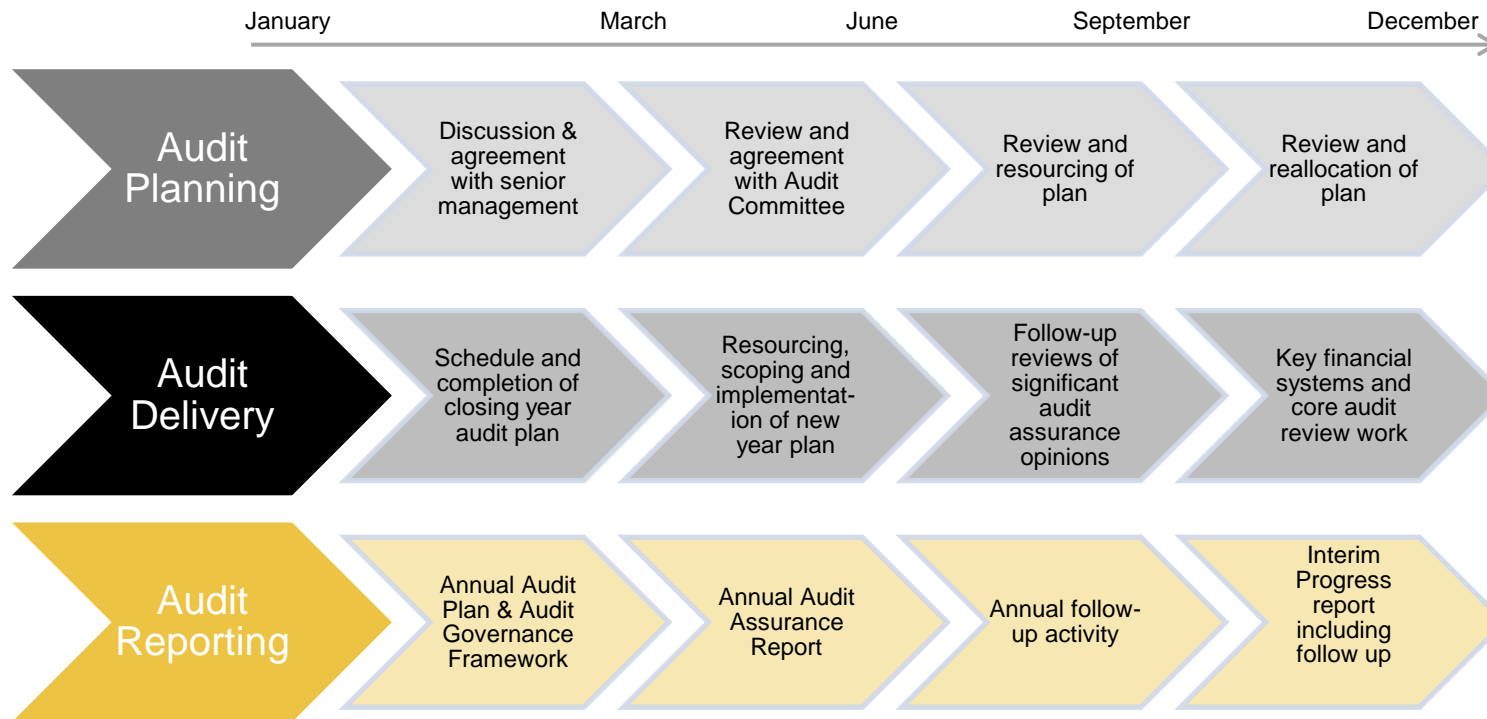 January March June September December
Audit
Planning
Discussion &
agreement
with senior
management
Review and
agreement
with Audit
Committee
Review and
resourcing of
plan
Review and
reallocation of
plan
Audit
Delivery
Schedule and
completion of
closing year
audit plan
Resourcing,
scoping and
implementat-
ion of new
year plan
Follow-up
reviews of
significant
audit
assurance
opinions
Key financial
systems and
core audit
review work
Audit
Reporting
Annual Audit
Plan & Audit
Governance
Framework
Annual Audit
Assurance
Report
Annual follow-
up activity
Interim
Progress
report
including
follow up